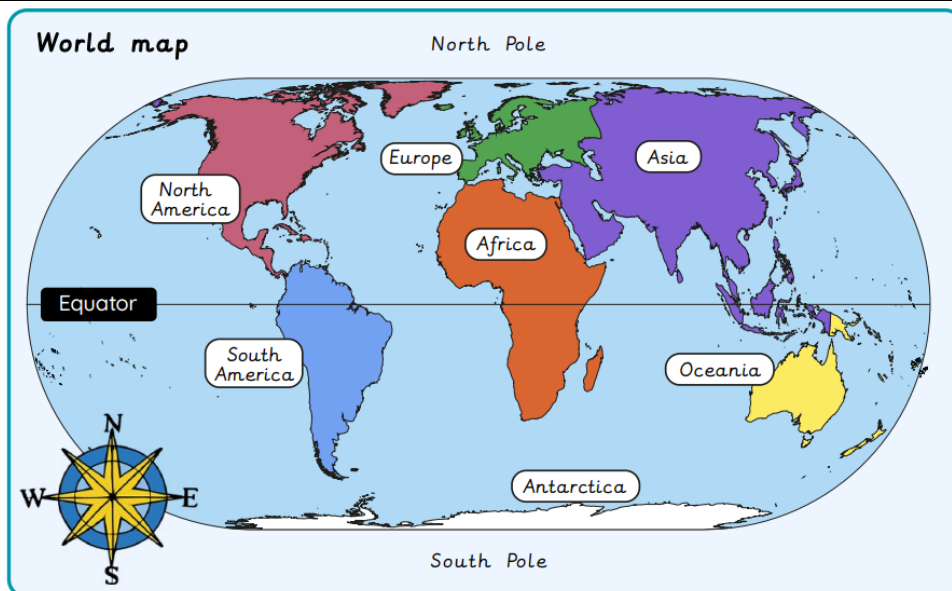 World map
North Pole
Europe
Asia
North
America
Africa
Equator
South
America
Oceania
N
W
E
S
Antarctica
South Pole